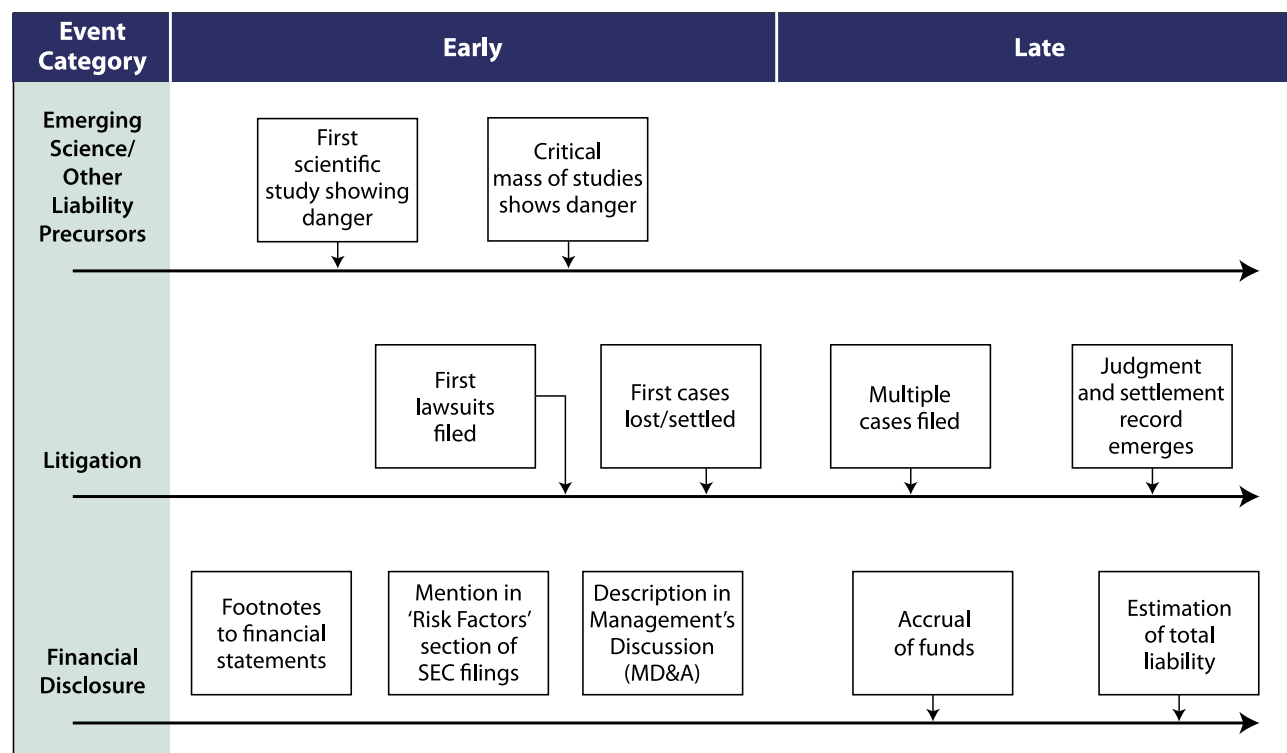 Event
Category
Early
Late
Emerging
Science/
Other
Liability
Precursors
First
scientific
study showing
danger
Critical
mass of studies
shows danger
Litigation
First
lawsuits
filed
First cases
lost/settled
Multiple
cases filed
Judgment
and settlement
record
emerges
Financial
Disclosure
Footnotes
to financial
statements
Mention in
‘Risk Factors’
section of
SEC filings
Description in
Management’s
Discussion
(MD&A)
Accrual
of funds
Estimation
of total
liability